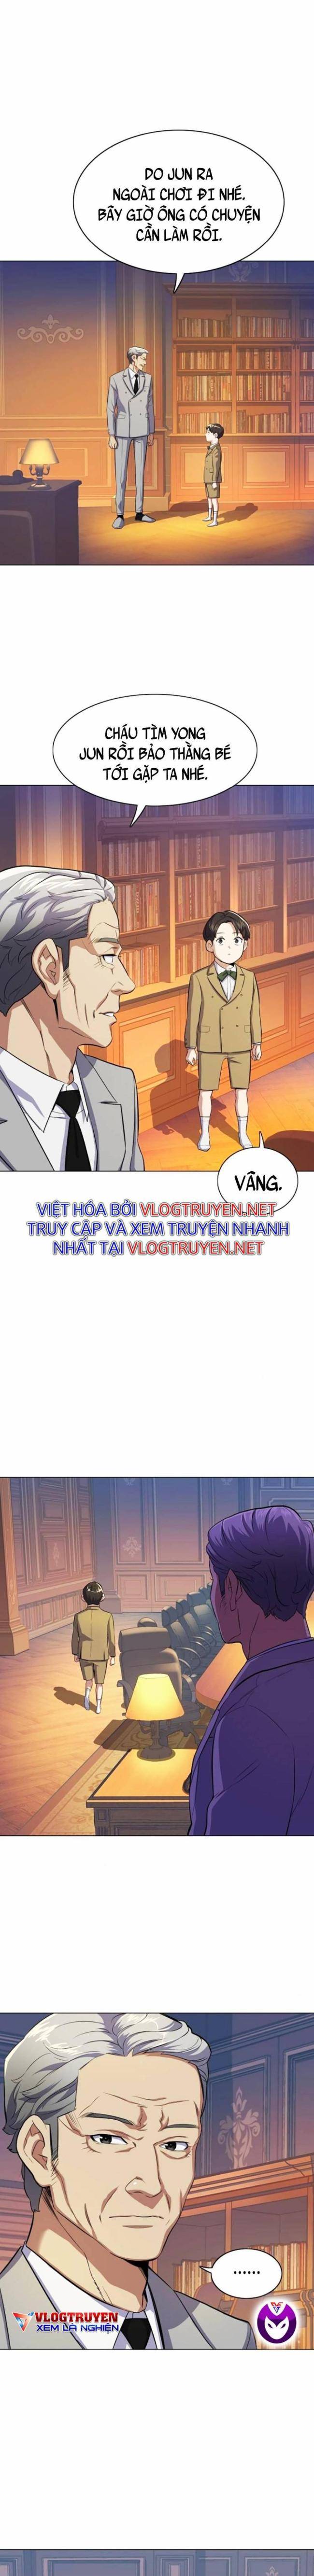 DO JUN RA
NGOÀI CHƠI ĐI NHÉ.
BÂY GIỜ ÔNG CÓ CHUYỆN
CẦN LÀM RỒI.
CHÁU TÌM YONG
JUN RỒI BẢO THẰNG BÉ
TỚI GẶP TA NHÉ.
VÂNG.
VIỆT HÓA BỞI VLOGTRUYEN.NET
TRUY CẬP VÀ XEM TRUYỆN NHANH
NHẤT TẠI VLOGTRUYEN.NET
......
VLOGTRUYEN
XEM LÀ NGHIỆN